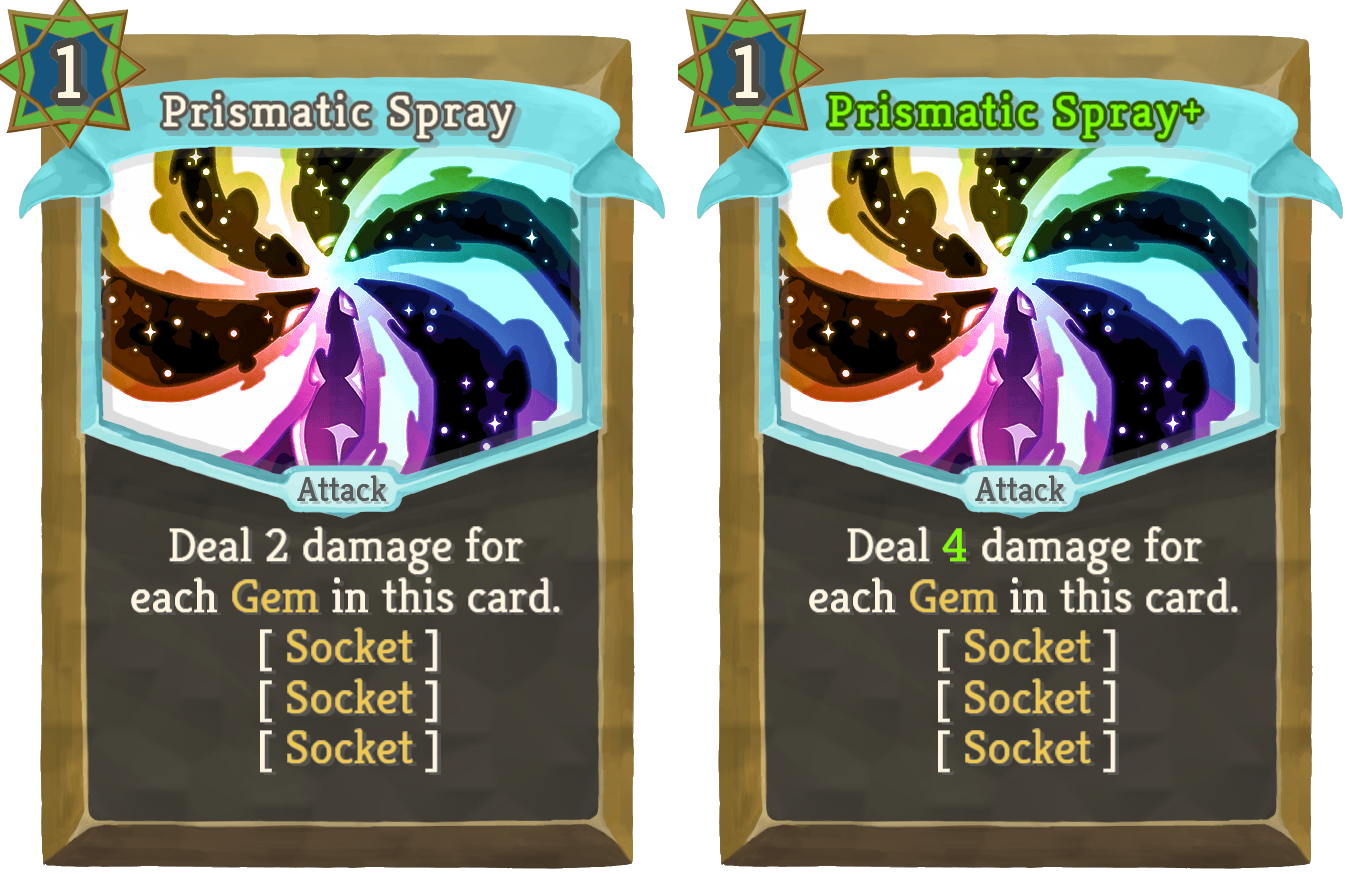 1
Prismatic Spray
Attack
Deal 2 damage for
each Gem in this card.
[ Socket ]
[ Socket ]
[ Socket ]
1
Prismatic Spray+
Attack
Deal 4 damage for
each Gem in this card.
[ Socket ]
[ Socket ]
[ Socket ]